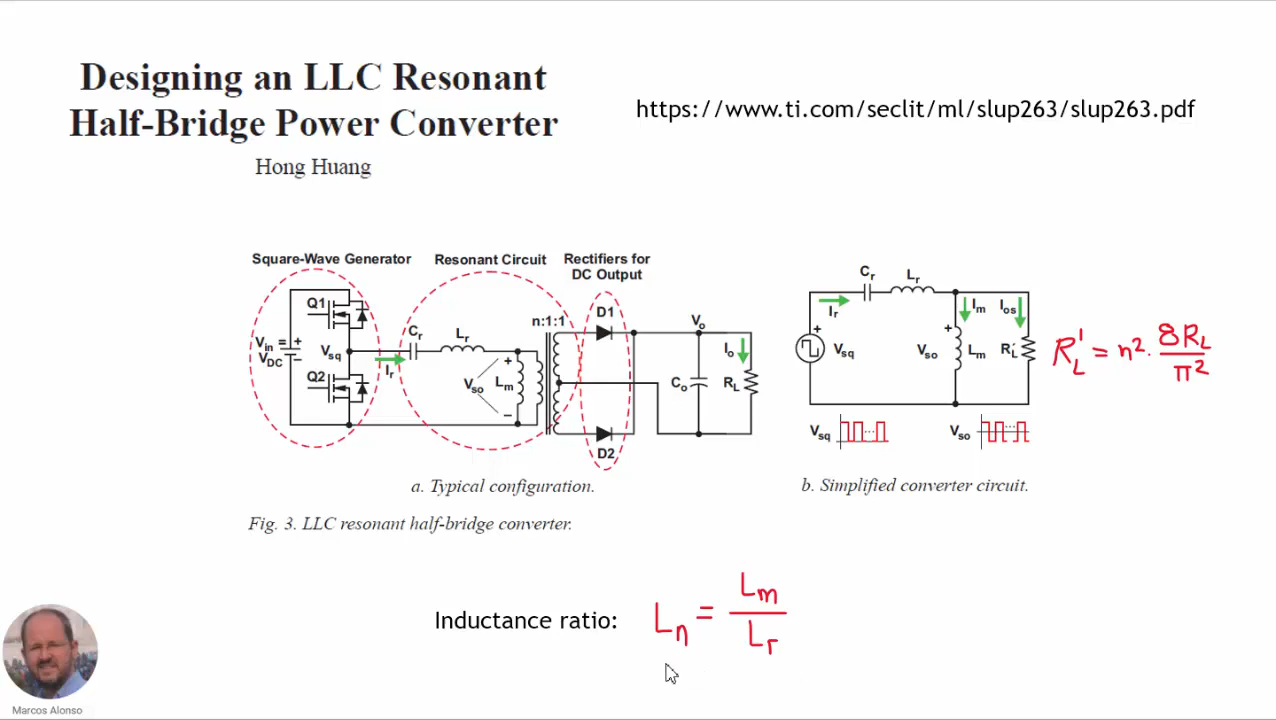 Designing an LLC Resonant
Half-Bridge Power Converter
Hong Huang
https://www.ti.com/seclit/ml/slup263/slup263.pdf
Square-Wave Generator
Resonant Circuit
Rectifiers for
DC Output
Q1
Vin =
VDC
+
–
Vsq
Q2
Ir
Cr
Lr
n:1:1
+
Vso
Lm
–
D1
D2
Vo
Io
Co
RL
a. Typical configuration.
Cr
Lr
Ir
Im
Ios
+
Vsq
+
Vso
Lm
RL′
Vsq
Vso
b. Simplified converter circuit.
RL' = n². 8RL/π²
Fig. 3. LLC resonant half-bridge converter.
Inductance ratio: Ln = Lm/Lr
Marcos Alonso